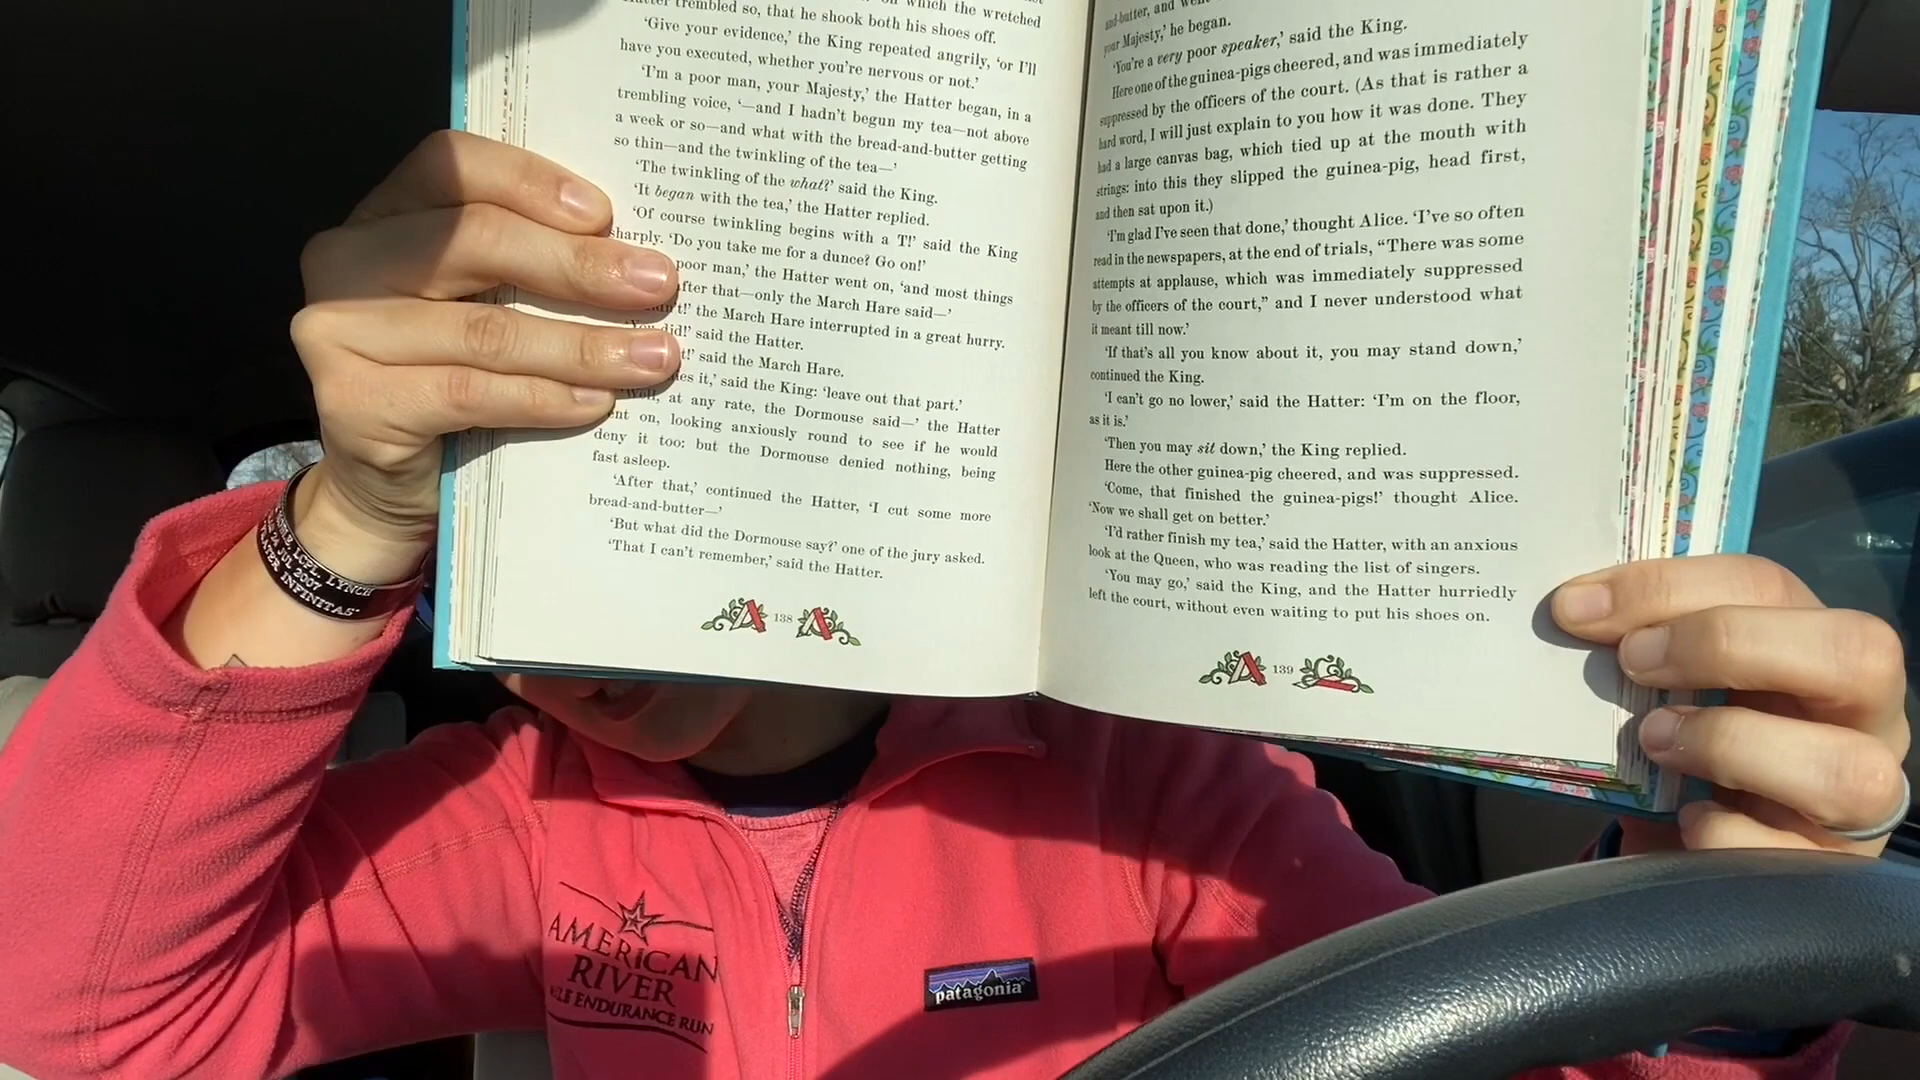 trembled so, that he shook both his shoes off.
which the wretched
'Give your evidence,' the King repeated angrily, 'or I'll
have you executed, whether you're nervous or not.'
'I'm a poor man, your Majesty,' the Hatter began, in a
trembling voice, '—and I hadn't begun my tea—not above
a week or so—and what with the bread-and-butter getting
so thin—and the twinkling of the tea—'
'The twinkling of the what?' said the King.
'It began with the tea,' the Hatter replied.
'Of course twinkling begins with a T!' said the King
sharply. 'Do you take me for a dunce? Go on!'
poor man,' the Hatter went on, 'and most things
after that—only the March Hare said—'
the March Hare interrupted in a great hurry.
'You did!' said the Hatter.
said the March Hare.
it,' said the King: 'leave out that part.'
'Well, at any rate, the Dormouse said—' the Hatter
on, looking anxiously round to see if he would
deny it too: but the Dormouse denied nothing, being
fast asleep.
'After that,' continued the Hatter, 'I cut some more
bread-and-butter—'
'But what did the Dormouse say?' one of the jury asked.
'That I can't remember,' said the Hatter.
138
and-butter, and
your Majesty,' he began.
'You're a very poor speaker,' said the King.
Here one of the guinea-pigs cheered, and was immediately
suppressed by the officers of the court. (As that is rather a
hard word, I will just explain to you how it was done. They
had a large canvas bag, which tied up at the mouth with
strings: into this they slipped the guinea-pig, head first,
and then sat upon it.)
'I'm glad I've seen that done,' thought Alice. 'I've so often
read in the newspapers, at the end of trials, "There was some
attempts at applause, which was immediately suppressed
by the officers of the court," and I never understood what
it meant till now.'
'If that's all you know about it, you may stand down,'
continued the King.
'I can't go no lower,' said the Hatter: 'I'm on the floor,
as it is.'
'Then you may sit down,' the King replied.
Here the other guinea-pig cheered, and was suppressed.
'Come, that finished the guinea-pigs!' thought Alice.
'Now we shall get on better.'
'I'd rather finish my tea,' said the Hatter, with an anxious
look at the Queen, who was reading the list of singers.
'You may go,' said the King, and the Hatter hurriedly
left the court, without even waiting to put his shoes on.
139
LCPL. LYNCH
24 JUL 2007
INFINITAS
AMERICAN
RIVER
ENDURANCE RUN
patagonia